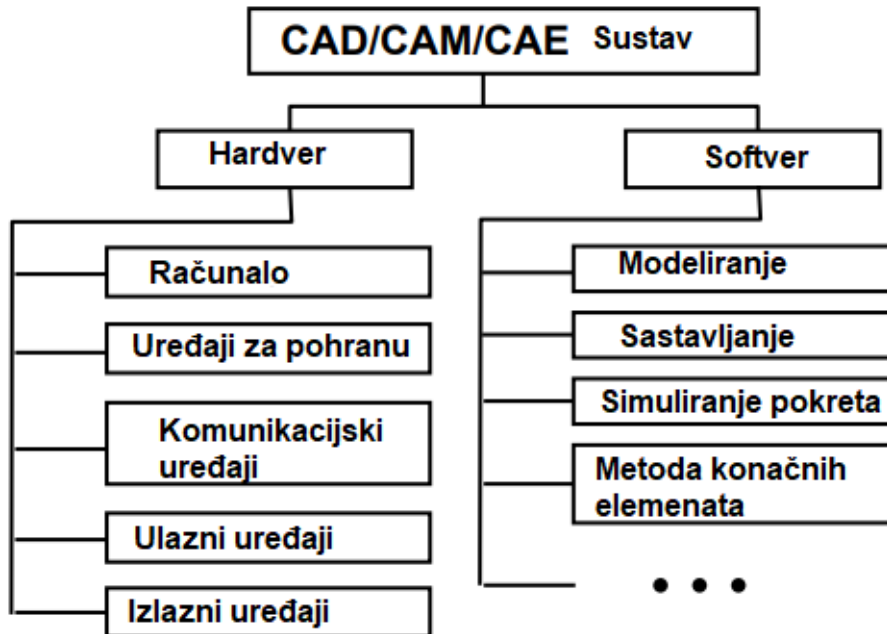 CAD/CAM/CAE Sustav
Hardver
Softver
Računalo
Uređaji za pohranu
Komunikacijski
uređaji
Ulazni uređaji
Izlazni uređaji
Modeliranje
Sastavljanje
Simuliranje pokreta
Metoda konačnih
elemenata
• • •